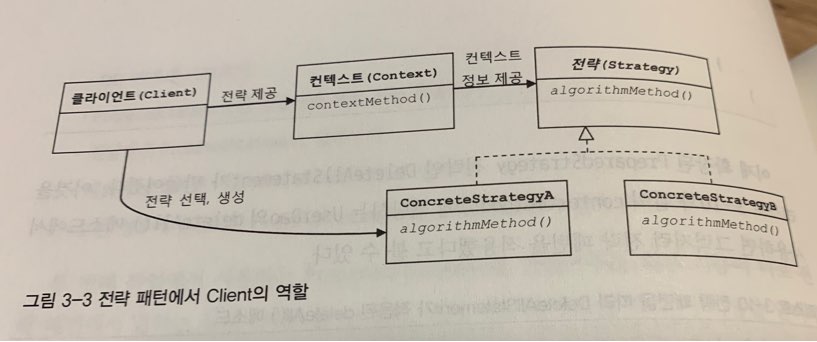 클라이언트(Client)
전략 제공
컨텍스트(Context)
contextMethod()
컨텍스트
정보 제공
전략(Strategy)
algorithmMethod()
전략 선택, 생성
ConcreteStrategyA
algorithmMethod()
ConcreteStrategyB
algorithmMethod()
그림 3-3 전략 패턴에서 Client의 역할